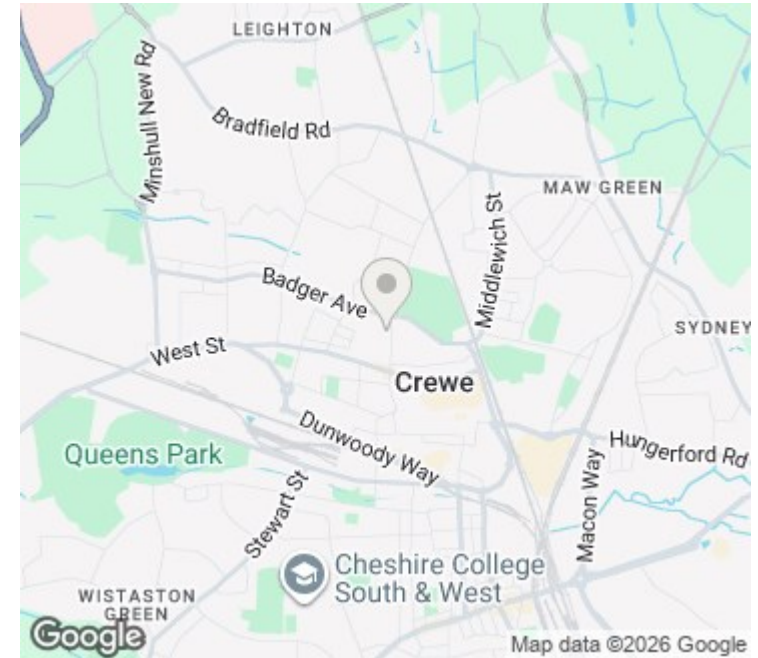 LEIGHTON
Minshull New Rd
Bradfield Rd
MAW GREEN
Middlewich St
Badger Ave
SYDNEY
West St
Crewe
Dunwoody Way
Hungerford Rd
Queens Park
Stewart St
Macon Way
Cheshire College
South & West
WISTASTON
GREEN
Google
Map data ©2026 Google